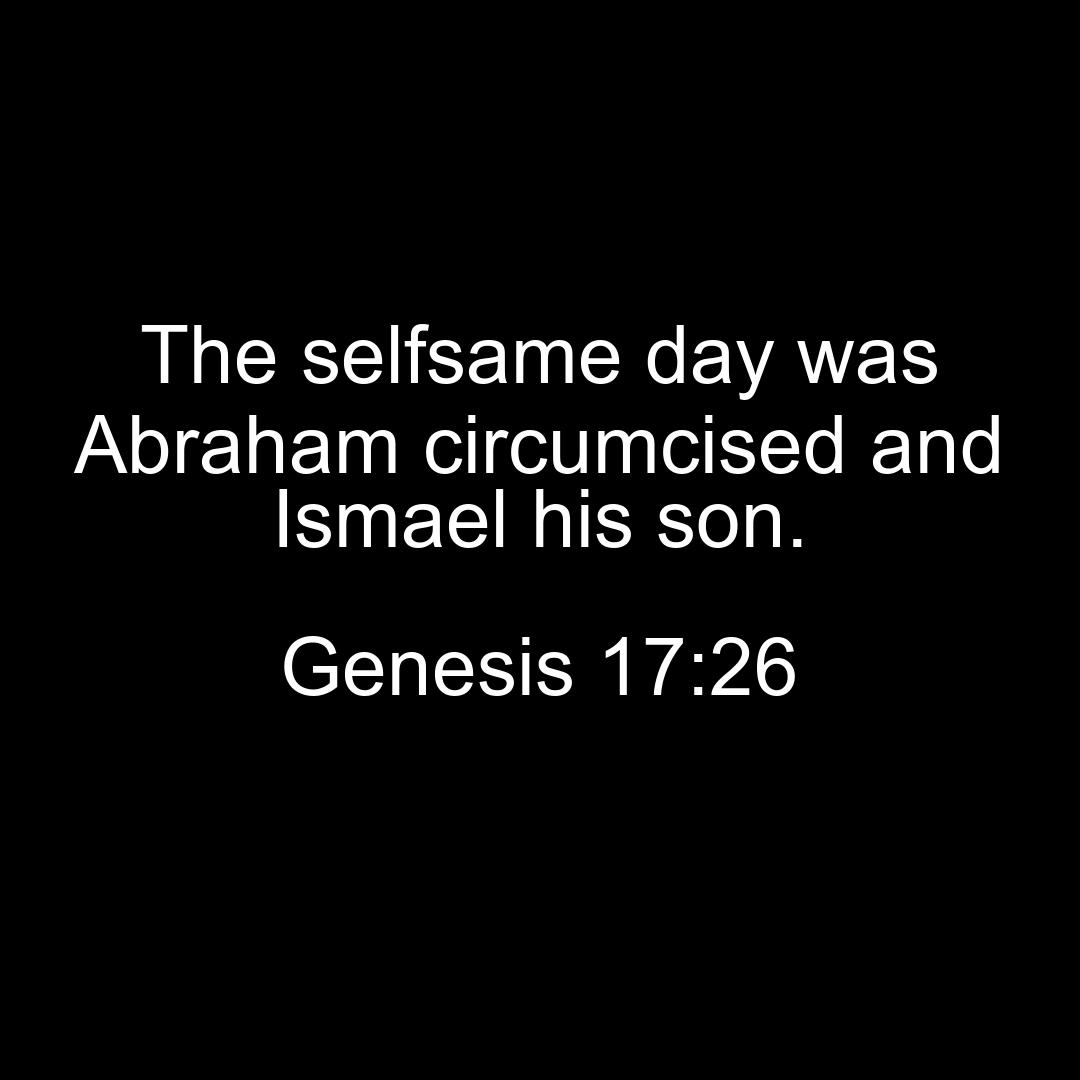 The selfsame day was
Abraham circumcised and
Ismael his son.
Genesis 17:26